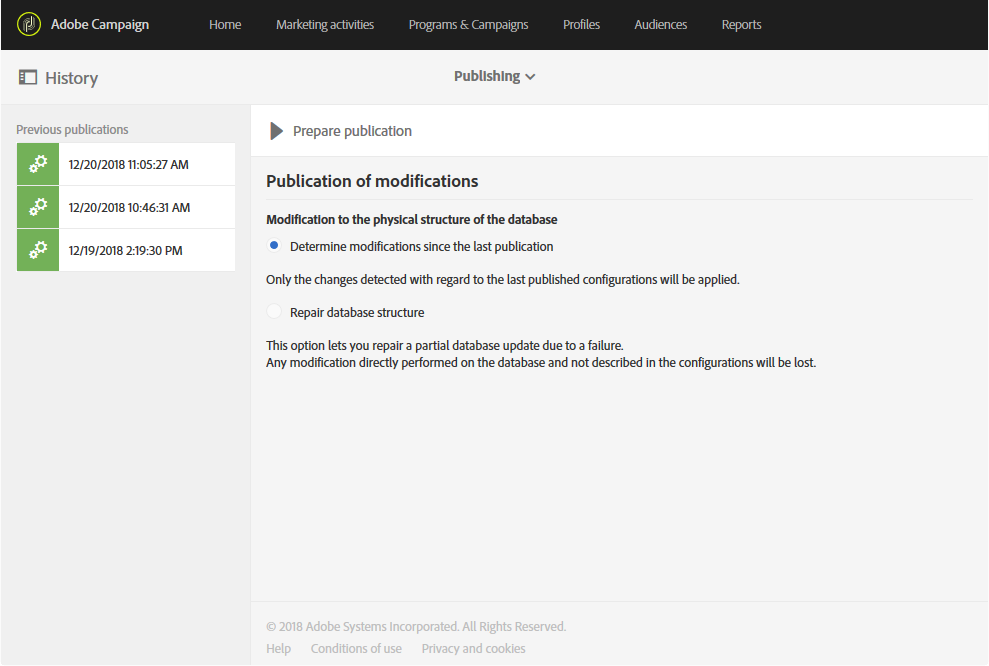 Adobe Campaign Home Marketing activities Programs & Campaigns Profiles Audiences Reports
History Publishing
Previous publications
12/20/2018 11:05:27 AM
12/20/2018 10:46:31 AM
12/19/2018 2:19:30 PM
Prepare publication
Publication of modifications
Modification to the physical structure of the database
Determine modifications since the last publication
Only the changes detected with regard to the last published configurations will be applied.
Repair database structure
This option lets you repair a partial database update due to a failure.
Any modification directly performed on the database and not described in the configurations will be lost.
© 2018 Adobe Systems Incorporated. All Rights Reserved.
Help Conditions of use Privacy and cookies